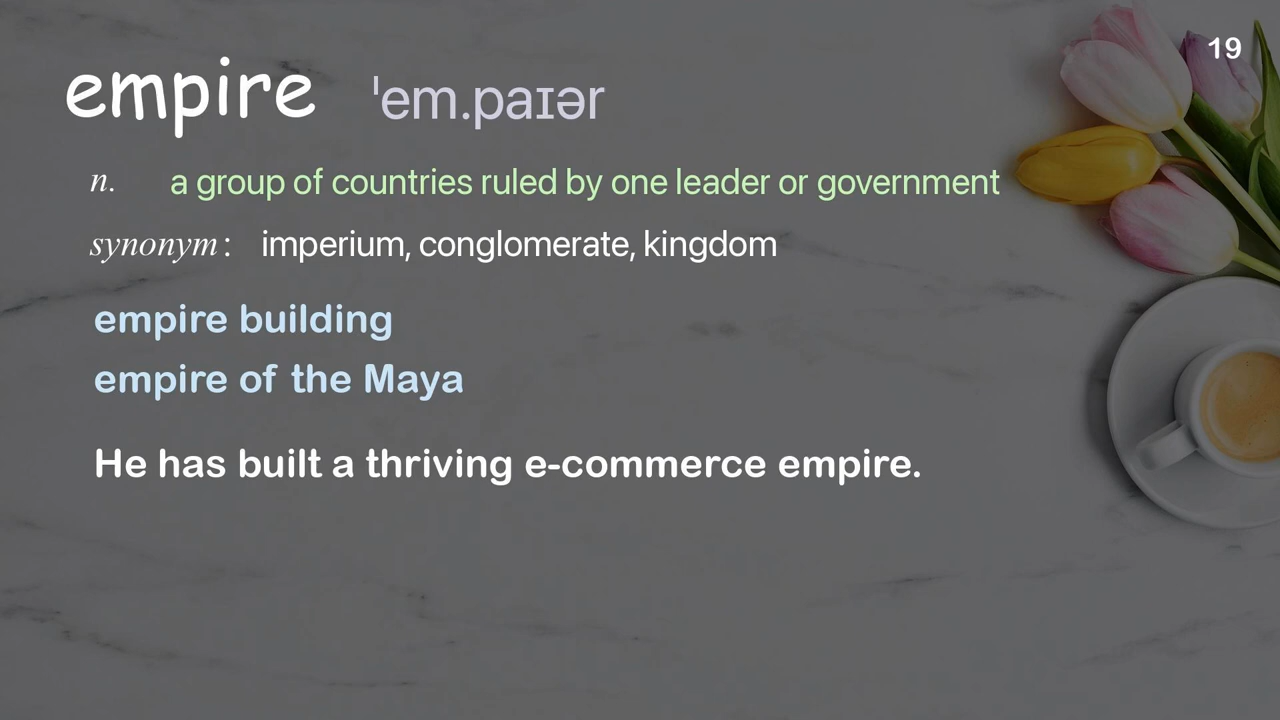 19
empire ˈem.paɪər
n. a group of countries ruled by one leader or government
synonym: imperium, conglomerate, kingdom
empire building
empire of the Maya
He has built a thriving e-commerce empire.